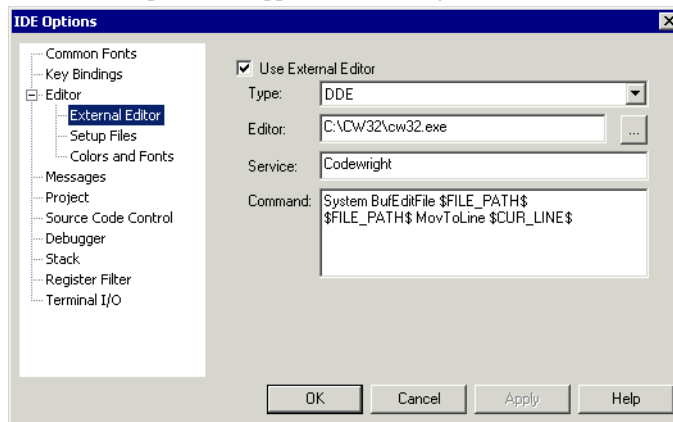 IDE Options
Common Fonts
Key Bindings
Editor
External Editor
Setup Files
Colors and Fonts
Messages
Project
Source Code Control
Debugger
Stack
Register Filter
Terminal I/O
Use External Editor
Type: DDE
Editor: C:\CW32\cw32.exe ...
Service: Codewright
Command: System BufEditFile $FILE_PATH$
$FILE_PATH$ MovToLine $CUR_LINE$
OK Cancel Apply Help